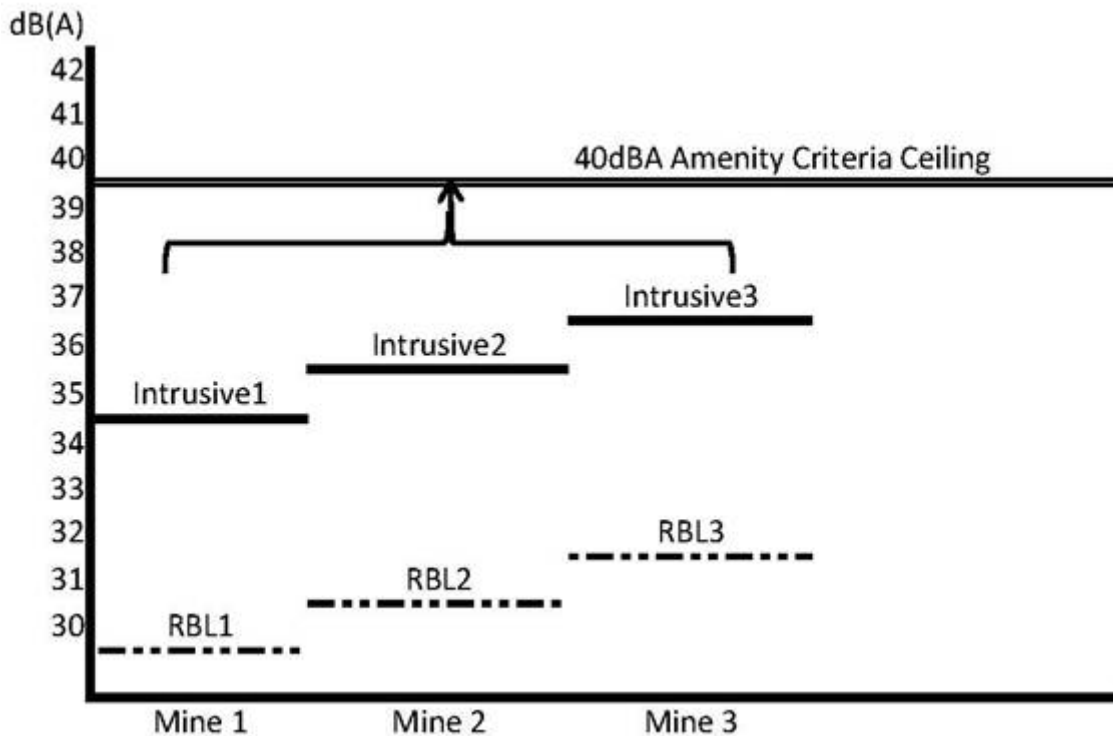 dB(A)
42
41
40
40dBA Amenity Criteria Ceiling
39
38
37
Intrusive3
36
Intrusive2
35
Intrusive1
34
33
32
RBL3
31
RBL2
30
RBL1
Mine 1
Mine 2
Mine 3